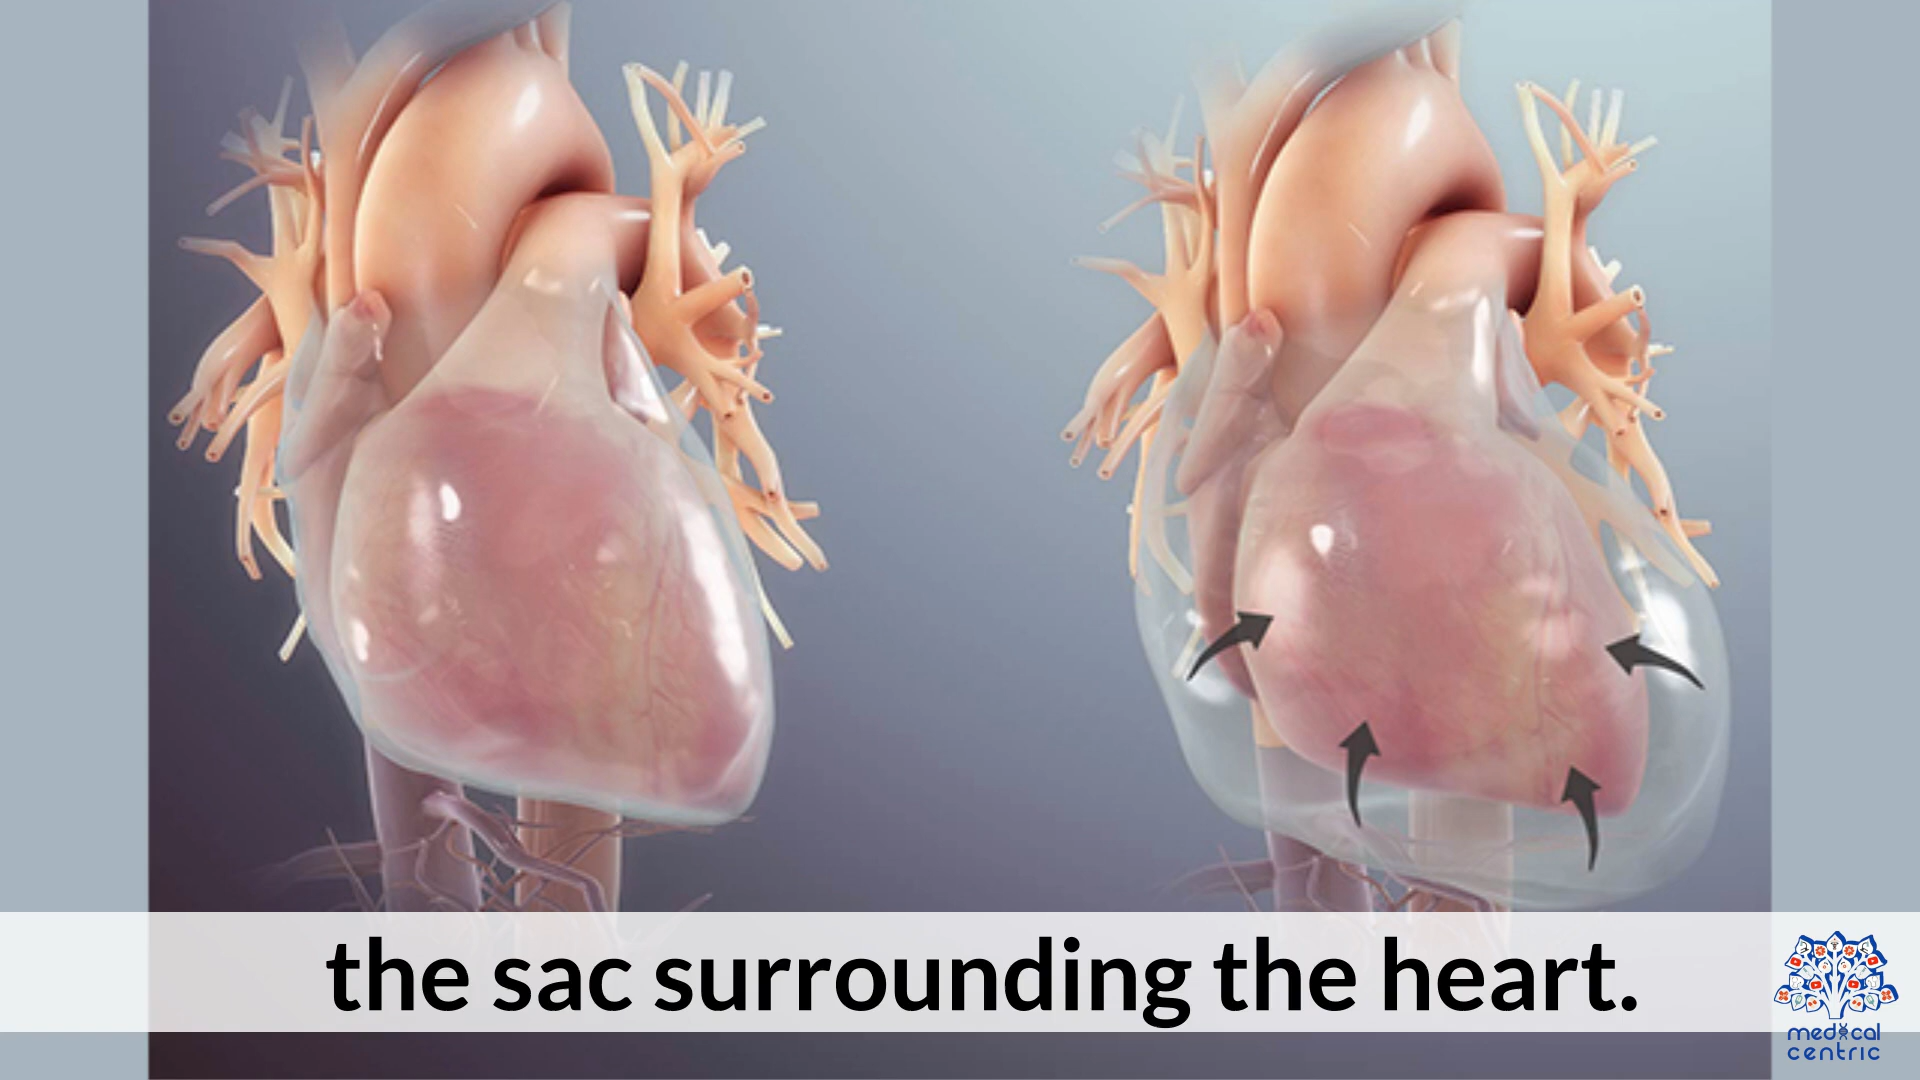 the sac surrounding the heart.
medical
centric